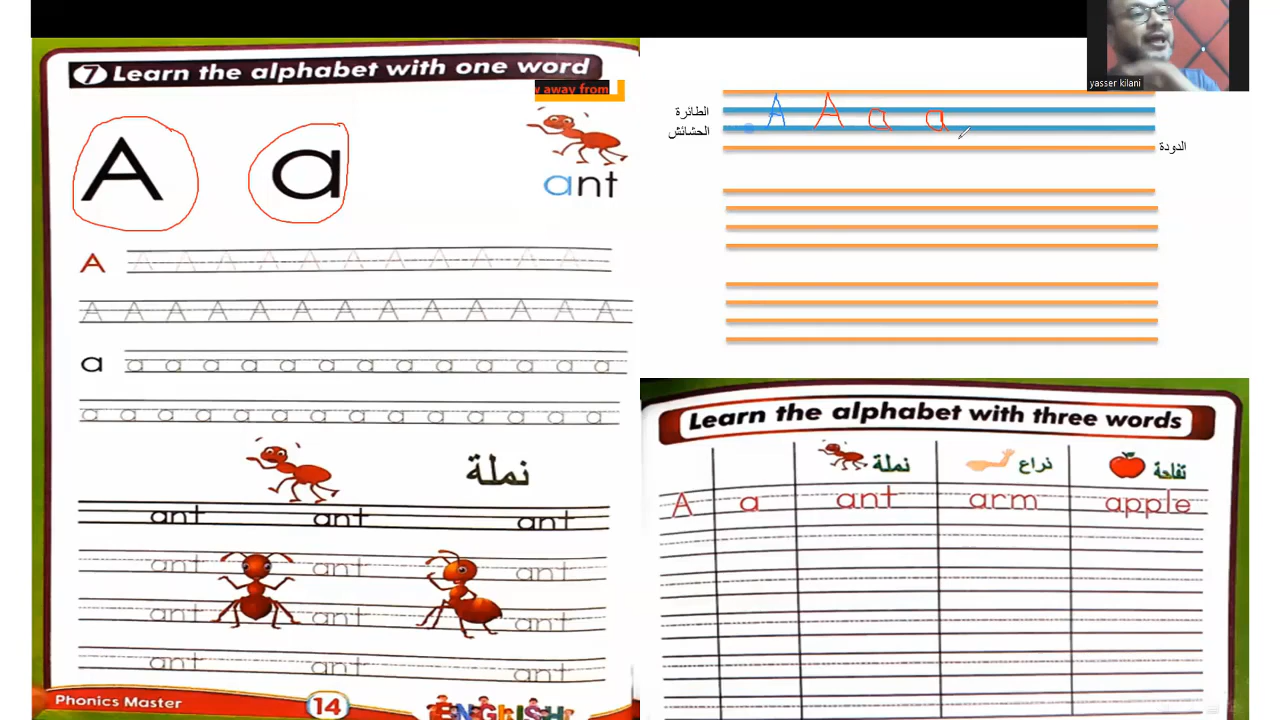 7 Learn the alphabet with one word
w away from
A a
ant
A A A A A A A A A A A A
A A A A A A A A A A A A A
a a a a a a a a a a a a a a
a a a a a a a a a a a a a a
نملة
ant ant ant
ant ant ant
ant ant ant
ant ant ant
Phonics Master
14
ENGLISH
yasser kilani
الطائرة
A A a a
الحشائش
الدودة
Learn the alphabet with three words
نملة ذراع تفاحة
A a ant arm apple